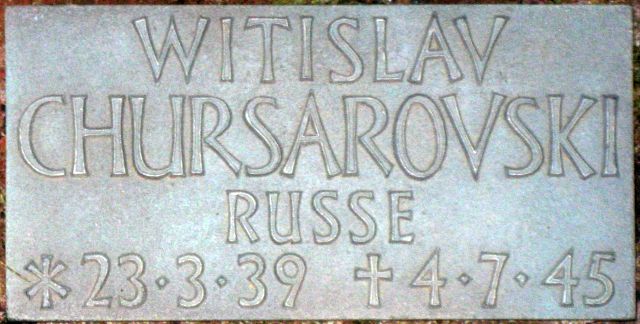 WITISLAV
CHURSAROVSKI
RUSSE
* 23·3·39 † 4·7·45